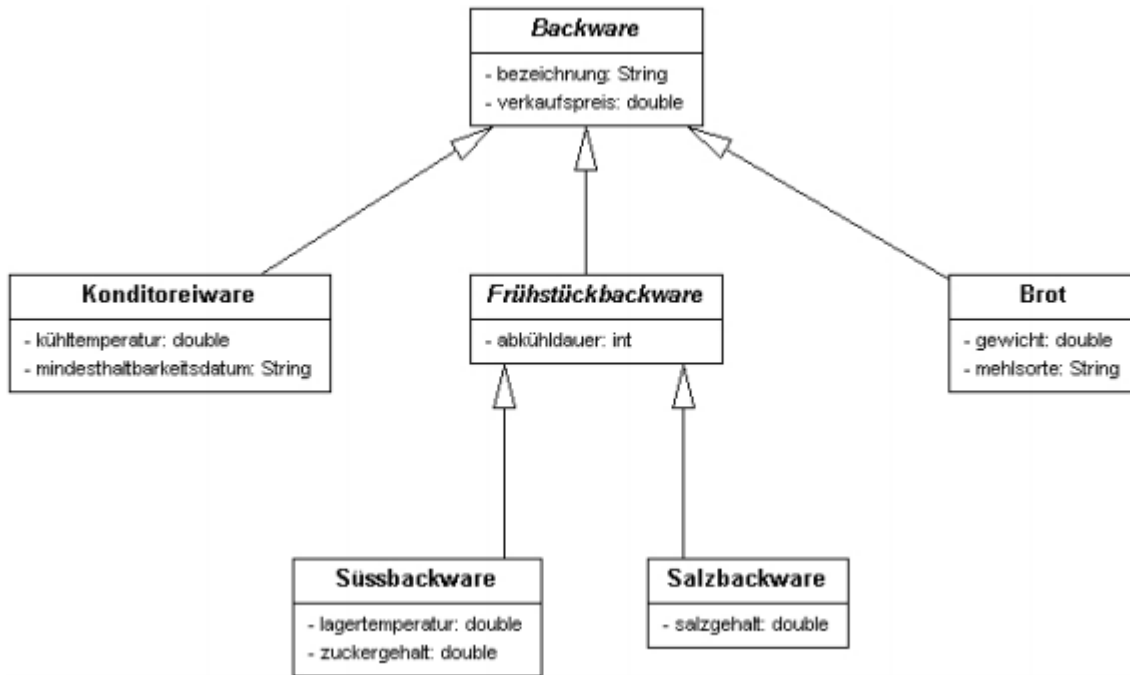 Backware
- bezeichnung: String
- verkaufspreis: double
Konditoreiware
- kühltemperatur: double
- mindesthaltbarkeitsdatum: String
Frühstückbackware
- abkühldauer: int
Brot
- gewicht: double
- mehlsorte: String
Süssbackware
- lagertemperatur: double
- zuckergehalt: double
Salzbackware
- salzgehalt: double